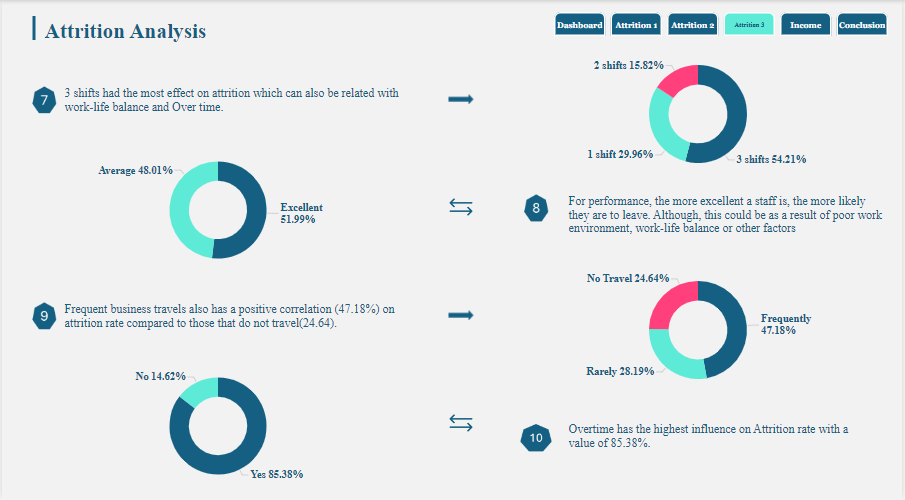 Attrition Analysis
Dashboard
Attrition 1
Attrition 2
Attrition 3
Income
Conclusion
7
3 shifts had the most effect on attrition which can also be related with
work-life balance and Over time.
2 shifts 15.82%
1 shift 29.96%
3 shifts 54.21%
Average 48.01%
Excellent
51.99%
8
For performance, the more excellent a staff is, the more likely
they are to leave. Although, this could be as a result of poor work
environment, work-life balance or other factors
9
Frequent business travels also has a positive correlation (47.18%) on
attrition rate compared to those that do not travel(24.64).
No Travel 24.64%
Frequently
47.18%
Rarely 28.19%
No 14.62%
Yes 85.38%
10
Overtime has the highest influence on Attrition rate with a
value of 85.38%.